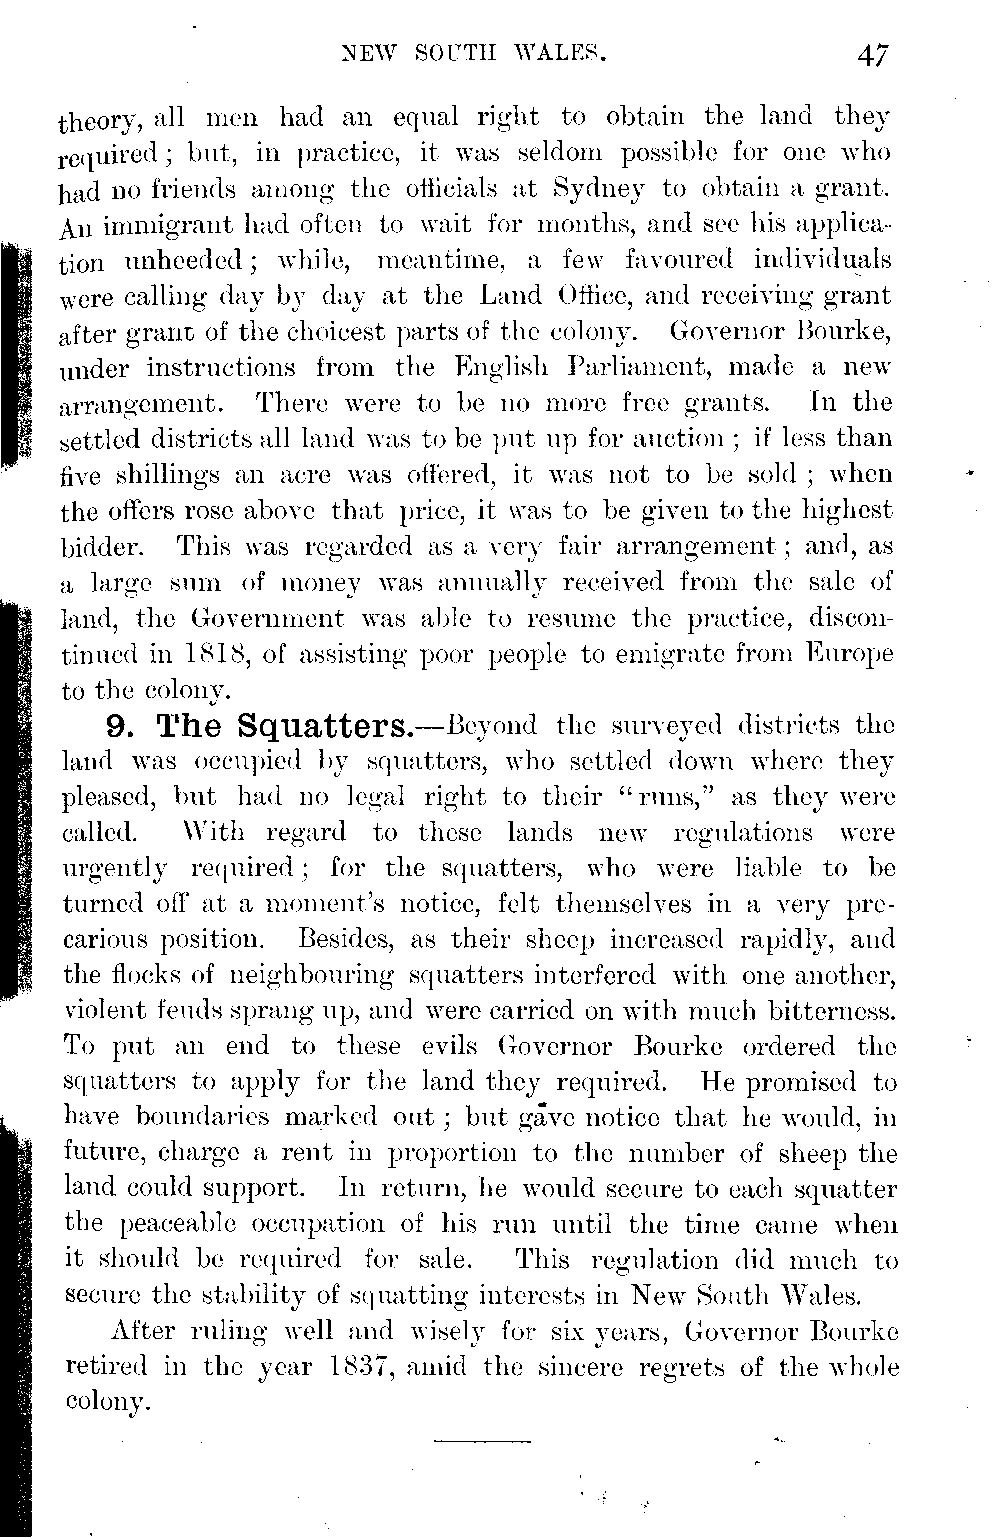 NEW SOUTH WALES. 47
theory, all men had an equal right to obtain the land they
required; but, in practice, it was seldom possible for one who
had no friends among the officials at Sydney to obtain a grant.
An immigrant had often to wait for months, and see his applica-
tion unheeded; while, meantime, a few favoured individuals
were calling day by day at the Land Office, and receiving grant
after grant of the choicest parts of the colony. Governor Bourke,
under instructions from the English Parliament, made a new
arrangement. There were to be no more free grants. In the
settled districts all land was to be put up for auction; if less than
five shillings an acre was offered, it was not to be sold; when
the offers rose above that price, it was to be given to the highest
bidder. This was regarded as a very fair arrangement; and, as
a large sum of money was annually received from the sale of
land, the Government was able to resume the practice, discon-
tinued in 1818, of assisting poor people to emigrate from Europe
to the colony.
9. The Squatters.—Beyond the surveyed districts the
land was occupied by squatters, who settled down where they
pleased, but had no legal right to their "runs," as they were
called. With regard to these lands new regulations were
urgently required; for the squatters, who were liable to be
turned off at a moment's notice, felt themselves in a very pre-
carious position. Besides, as their sheep increased rapidly, and
the flocks of neighbouring squatters interfered with one another,
violent feuds sprang up, and were carried on with much bitterness.
To put an end to these evils Governor Bourke ordered the
squatters to apply for the land they required. He promised to
have boundaries marked out; but gave notice that he would, in
future, charge a rent in proportion to the number of sheep the
land could support. In return, he would secure to each squatter
the peaceable occupation of his run until the time came when
it should be required for sale. This regulation did much to
secure the stability of squatting interests in New South Wales.
After ruling well and wisely for six years, Governor Bourke
retired in the year 1837, amid the sincere regrets of the whole
colony.